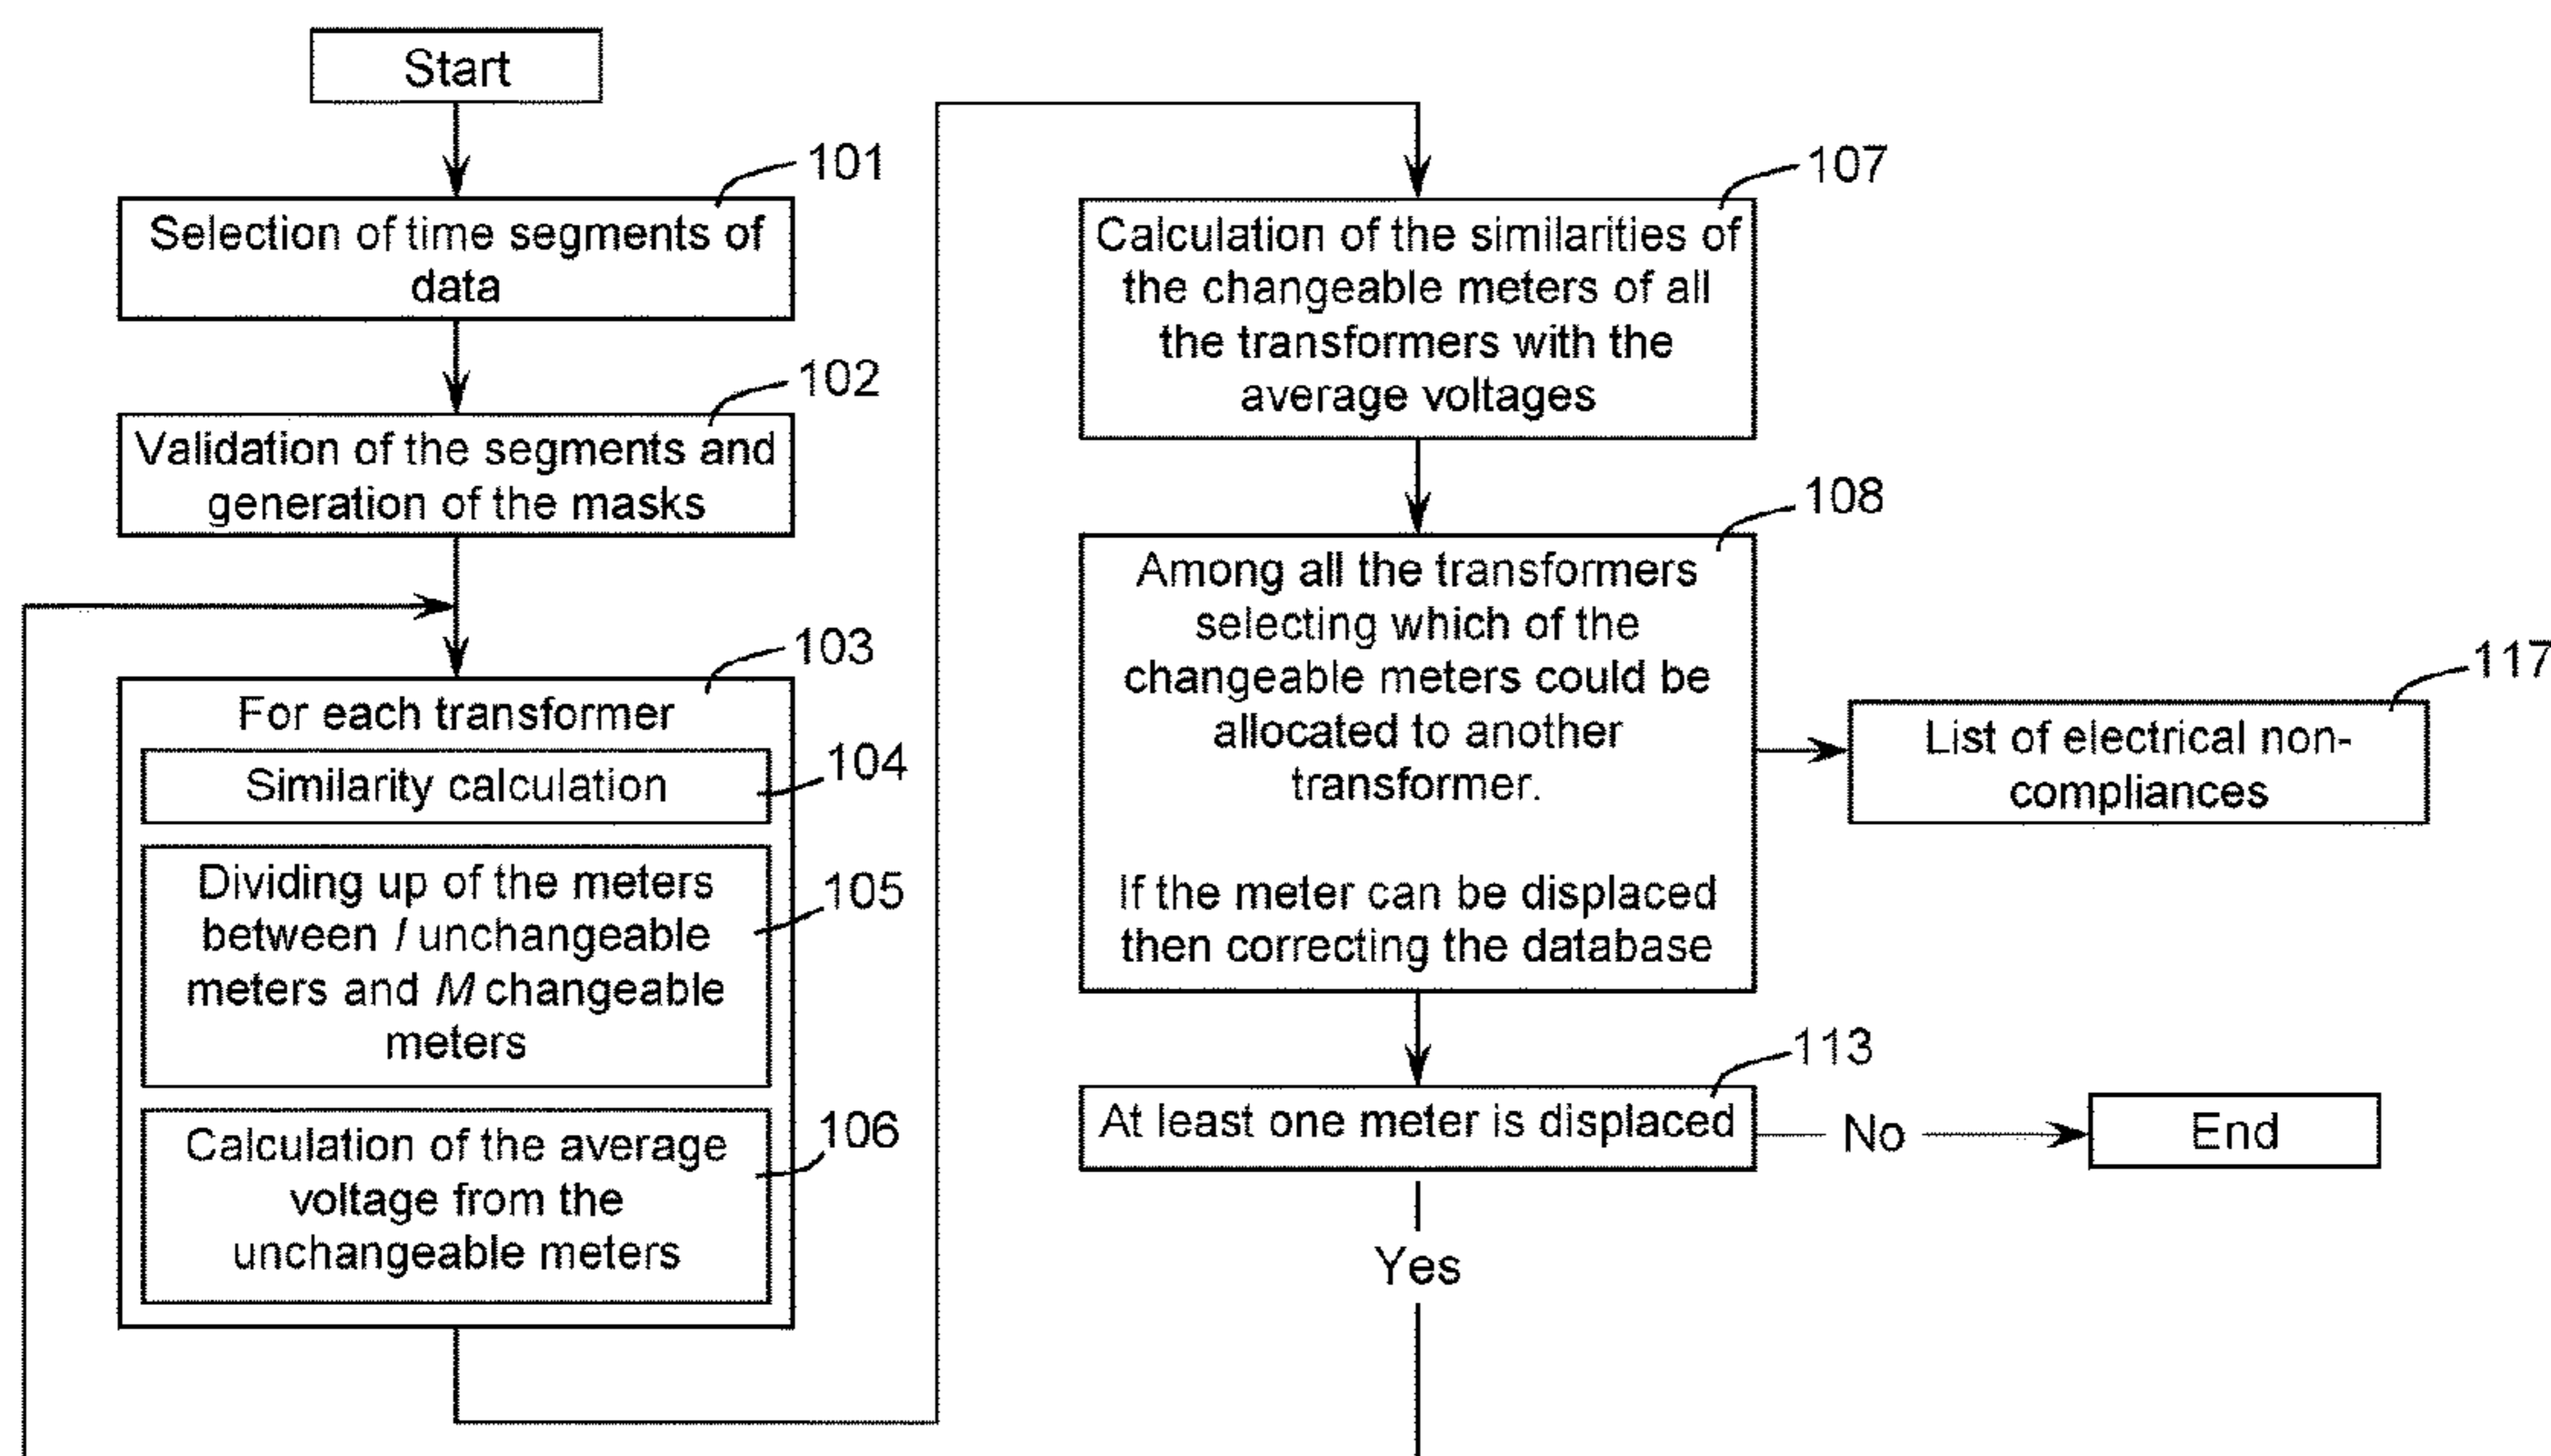 Start
101
Selection of time segments of
data
102
Validation of the segments and
generation of the masks
103
For each transformer
104
Similarity calculation
105
Dividing up of the meters
between I unchangeable
meters and M changeable
meters
106
Calculation of the average
voltage from the
unchangeable meters
107
Calculation of the similarities of
the changeable meters of all
the transformers with the
average voltages
108
Among all the transformers
selecting which of the
changeable meters could be
allocated to another
transformer.
If the meter can be displaced
then correcting the database
117
List of electrical non-
compliances
113
At least one meter is displaced
No
End
Yes